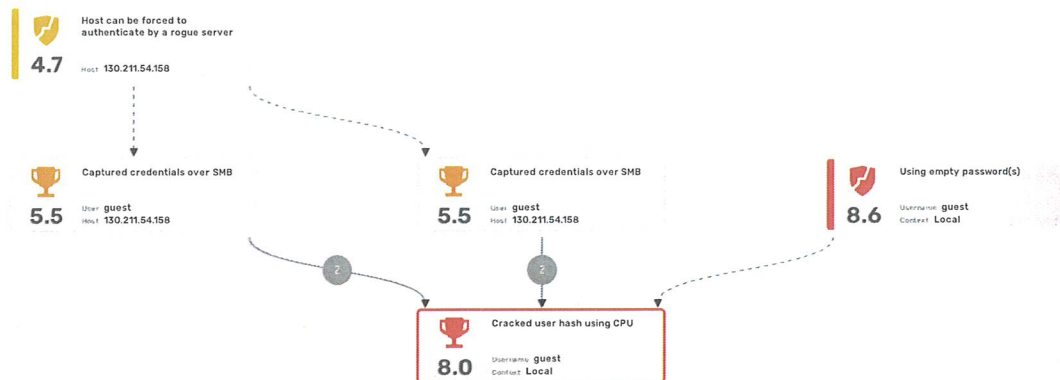 Host can be forced to
authenticate by a rogue server
4.7
Host 130.211.54.158
Captured credentials over SMB
5.5
User guest
Host 130.211.54.158
Captured credentials over SMB
5.5
User guest
Host 130.211.54.158
Using empty password(s)
8.6
Username guest
Context Local
2
2
Cracked user hash using CPU
8.0
Username guest
Context Local